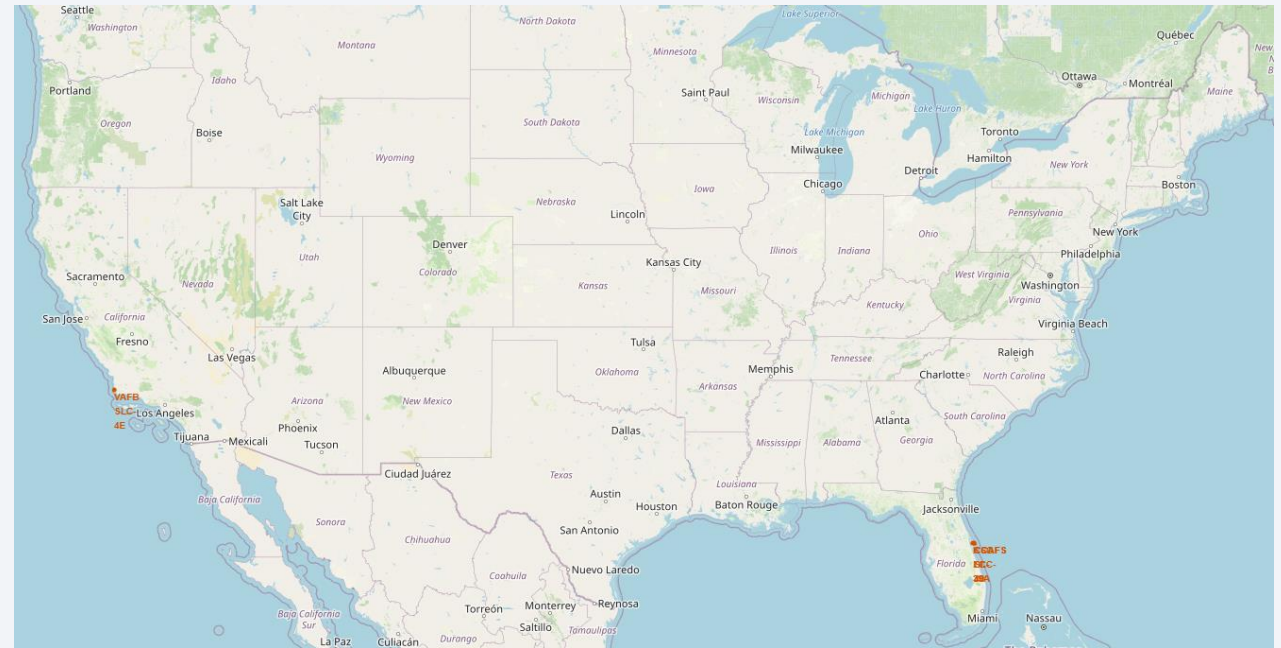 Seattle
Washington
Montana
North Dakota
Minnesota
Lake Superior
Québec
Ottawa
Montréal
Maine
New
Portland
Oregon
Idaho
Boise
Saint Paul
Wisconsin
Michigan
Lake Huron
South Dakota
Wyoming
Lake Michigan
Milwaukee
Toronto
Hamilton
New York
Detroit
Chicago
Boston
Iowa
Salt Lake
City
Nebraska
Lincoln
Pennsylvania
New York
Denver
Utah
Colorado
Ohio
Illinois
Indiana
Philadelphia
Kansas City
Sacramento
Nevada
Kansas
Missouri
West Virginia
Washington
Virginia
Kentucky
San Jose
California
Fresno
Virginia Beach
Las Vegas
Tulsa
Raleigh
Albuquerque
Oklahoma
Memphis
Tennessee
Charlotte
North Carolina
Arkansas
VAFB
SLC-
4E
Los Angeles
Arizona
New Mexico
Phoenix
Tucson
Tijuana
Mexicali
Dallas
Mississippi
Alabama
Atlanta
Georgia
South Carolina
Ciudad Juárez
Texas
Louisiana
Baja California
Austin
Houston
Baton Rouge
Jacksonville
Sonora
San Antonio
Chihuahua
Florida
Coahuila
Nuevo Laredo
Baja California
Sur
Torreón
Monterrey
Reynosa
Saltillo
Tamaulipas
Miami
Nassau
La Paz
Culiacán
Durango